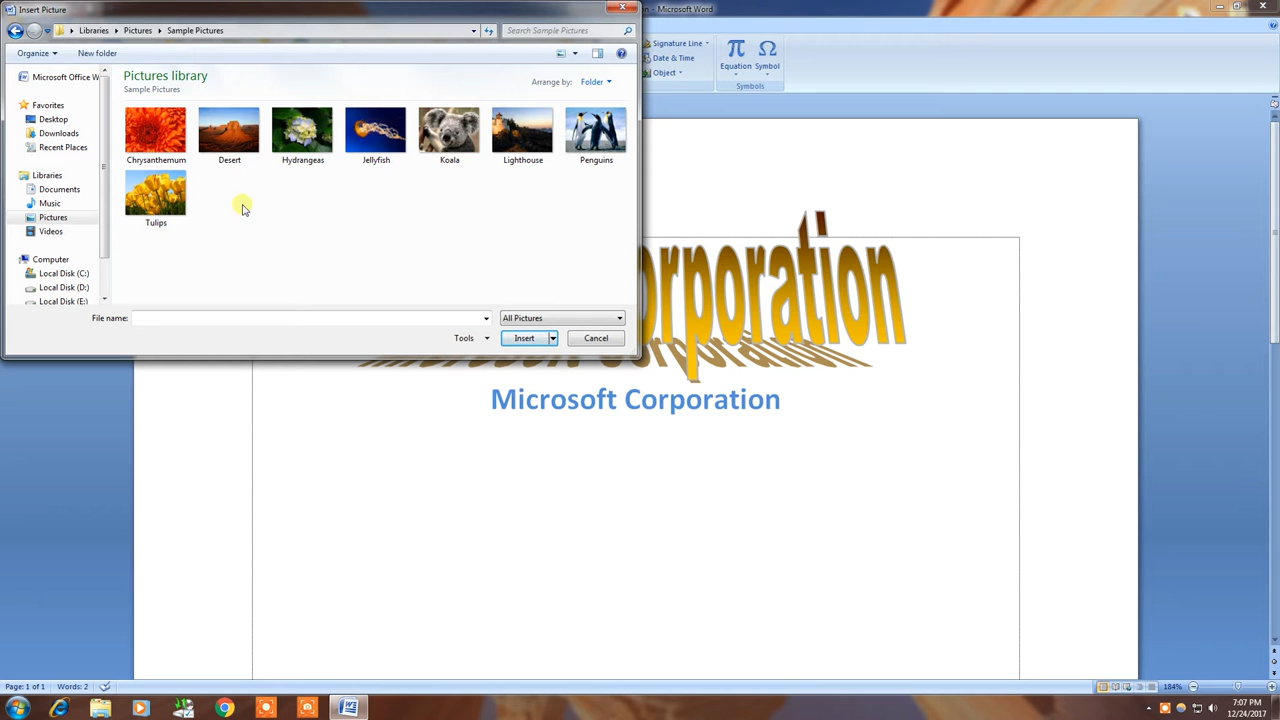 Insert Picture
n - Microsoft Word
Libraries Pictures Sample Pictures
Search Sample Pictures
Organize New folder
Microsoft Office W
Favorites
Desktop
Downloads
Recent Places
Libraries
Documents
Music
Pictures
Videos
Computer
Local Disk (C:)
Local Disk (D:)
Local Disk (E:)
Pictures library
Sample Pictures
Arrange by: Folder
Chrysanthemum Desert Hydrangeas Jellyfish Koala Lighthouse Penguins
Tulips
File name:
All Pictures
Tools Insert Cancel
Signature Line
Date & Time
Object
π Ω
Equation Symbol
Symbols
orporation
Microsoft Corporation
Page: 1 of 1 Words: 2
184%
7:07 PM
12/24/2017